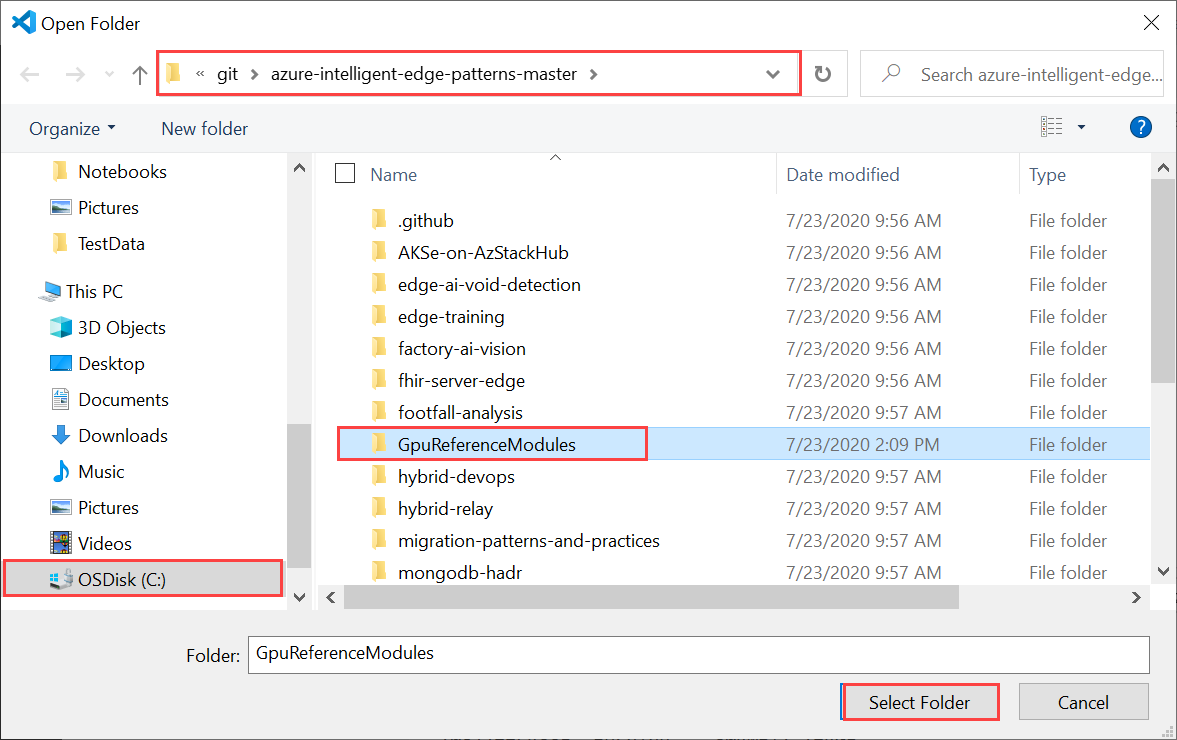 Open Folder
« git > azure-intelligent-edge-patterns-master >
Search azure-intelligent-edge...
Organize
New folder
?
Notebooks
Pictures
TestData
This PC
3D Objects
Desktop
Documents
Downloads
Music
Pictures
Videos
OSDisk (C:)
Name Date modified Type
.github 7/23/2020 9:56 AM File folder
AKSe-on-AzStackHub 7/23/2020 9:56 AM File folder
edge-ai-void-detection 7/23/2020 9:56 AM File folder
edge-training 7/23/2020 9:56 AM File folder
factory-ai-vision 7/23/2020 9:56 AM File folder
fhir-server-edge 7/23/2020 9:56 AM File folder
footfall-analysis 7/23/2020 9:57 AM File folder
GpuReferenceModules 7/23/2020 2:09 PM File folder
hybrid-devops 7/23/2020 9:57 AM File folder
hybrid-relay 7/23/2020 9:57 AM File folder
migration-patterns-and-practices 7/23/2020 9:57 AM File folder
mongodb-hadr 7/23/2020 9:57 AM File folder
Folder: GpuReferenceModules
Select Folder
Cancel